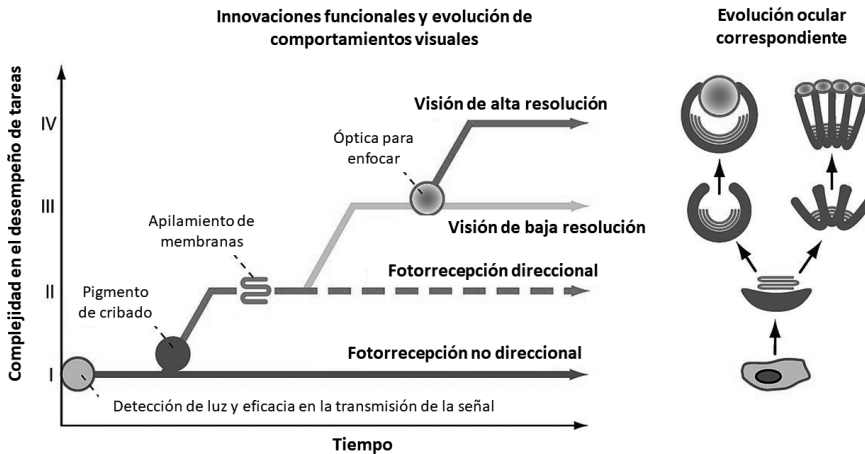 Innovaciones funcionales y evolución de
comportamientos visuales
Evolución ocular
correspondiente
Complejidad en el desempeño de tareas
IV
III
II
I
Visión de alta resolución
Óptica para
enfocar
Apilamiento de
membranas
Visión de baja resolución
Pigmento
de cribado
Fotorrecepción direccional
Fotorrecepción no direccional
Detección de luz y eficacia en la transmisión de la señal
Tiempo